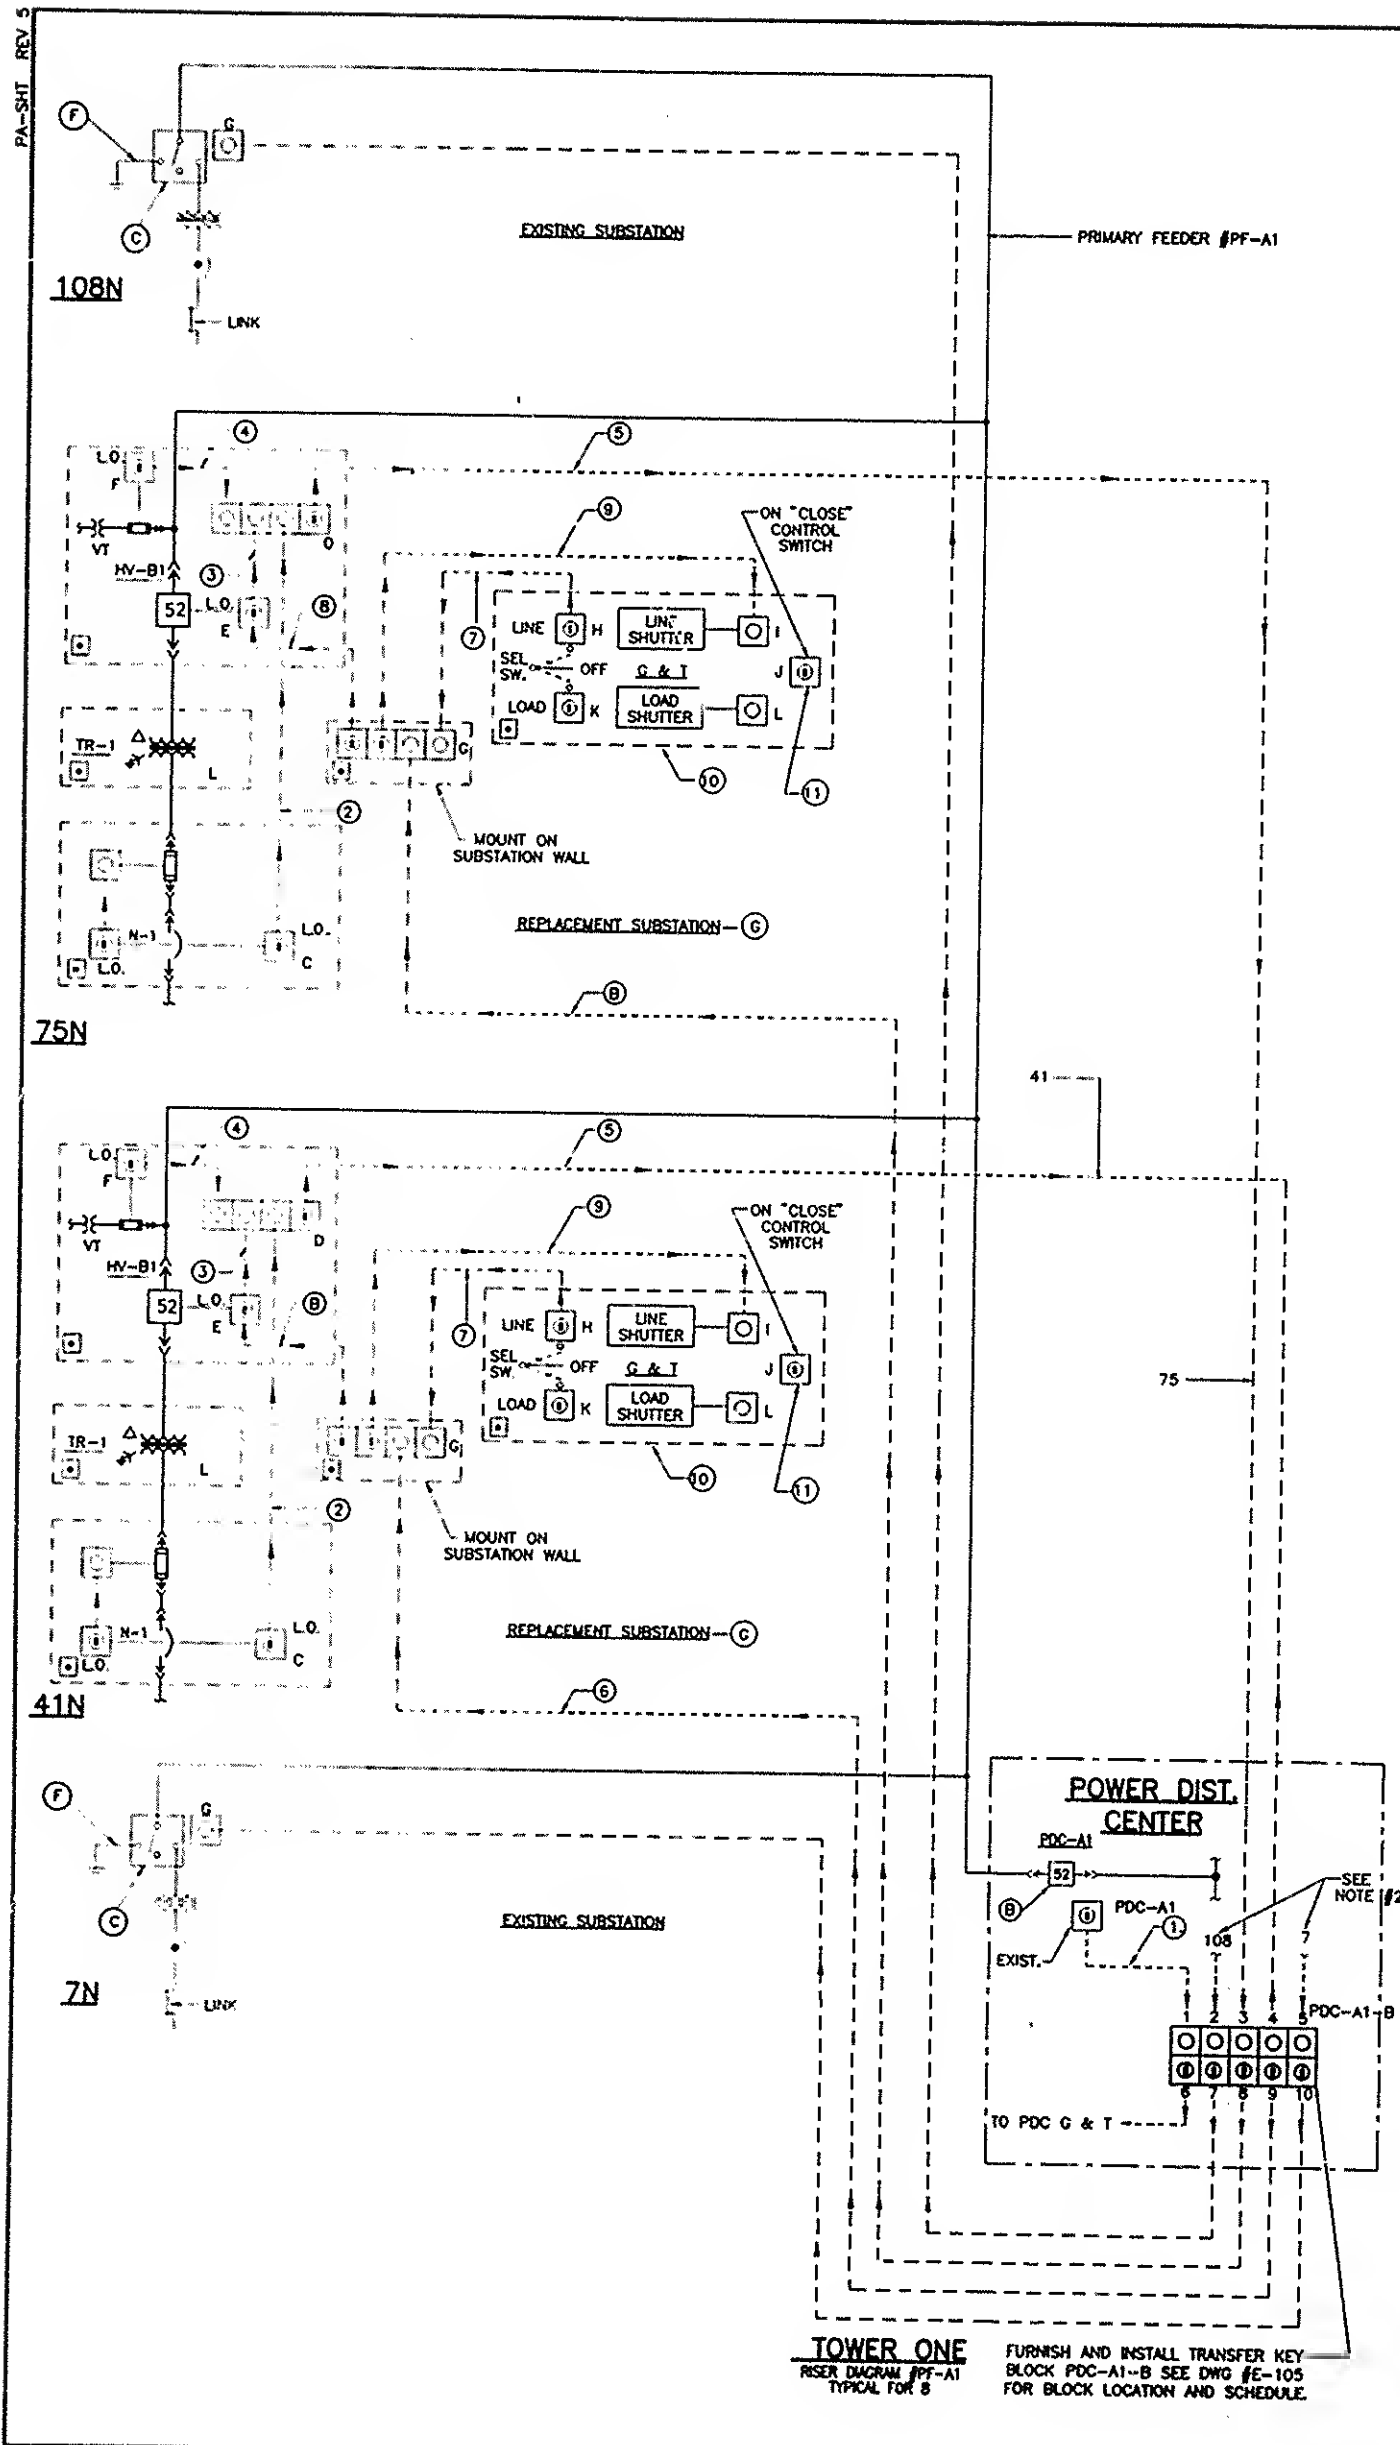 PA-SHT REV 5
F
G
C
EXISTING SUBSTATION
PRIMARY FEEDER #PF-A1
108N
LINK
4
5
L.O.
F
9
ON "CLOSE"
CONTROL
SWITCH
VT
HV-B1
3
L.O.
8
52
E
7
LINE
H
LINE
SHUTTER
I
SEL
SW.
OFF
G & T
J
LOAD
K
LOAD
SHUTTER
L
TR-1
L
G
10
11
2
MOUNT ON
SUBSTATION WALL
REPLACEMENT SUBSTATION
G
N-1
L.O.
L.O.
C
B
75N
41
4
5
L.O.
F
9
ON "CLOSE"
CONTROL
SWITCH
D
VT
HV-B1
3
L.O.
B
52
E
7
LINE
H
LINE
SHUTTER
I
SEL
SW.
OFF
G & T
J
LOAD
K
LOAD
SHUTTER
L
75
TR-1
L
G
10
11
2
MOUNT ON
SUBSTATION WALL
REPLACEMENT SUBSTATION
G
N-1
L.O.
L.O.
C
6
41N
POWER DIST.
CENTER
F
G
PDC-A1
52
C
EXISTING SUBSTATION
B
PDC-A1
1
SEE
NOTE #2
108
7
EXIST.
7N
LINK
1 2 3 4 5
PDC-A1-B
6 7 8 9 10
TO PDC G & T
TOWER ONE
RISER DIAGRAM #PF-A1
TYPICAL FOR 8
FURNISH AND INSTALL TRANSFER KEY
BLOCK PDC-A1-B SEE DWG #E-105
FOR BLOCK LOCATION AND SCHEDULE.